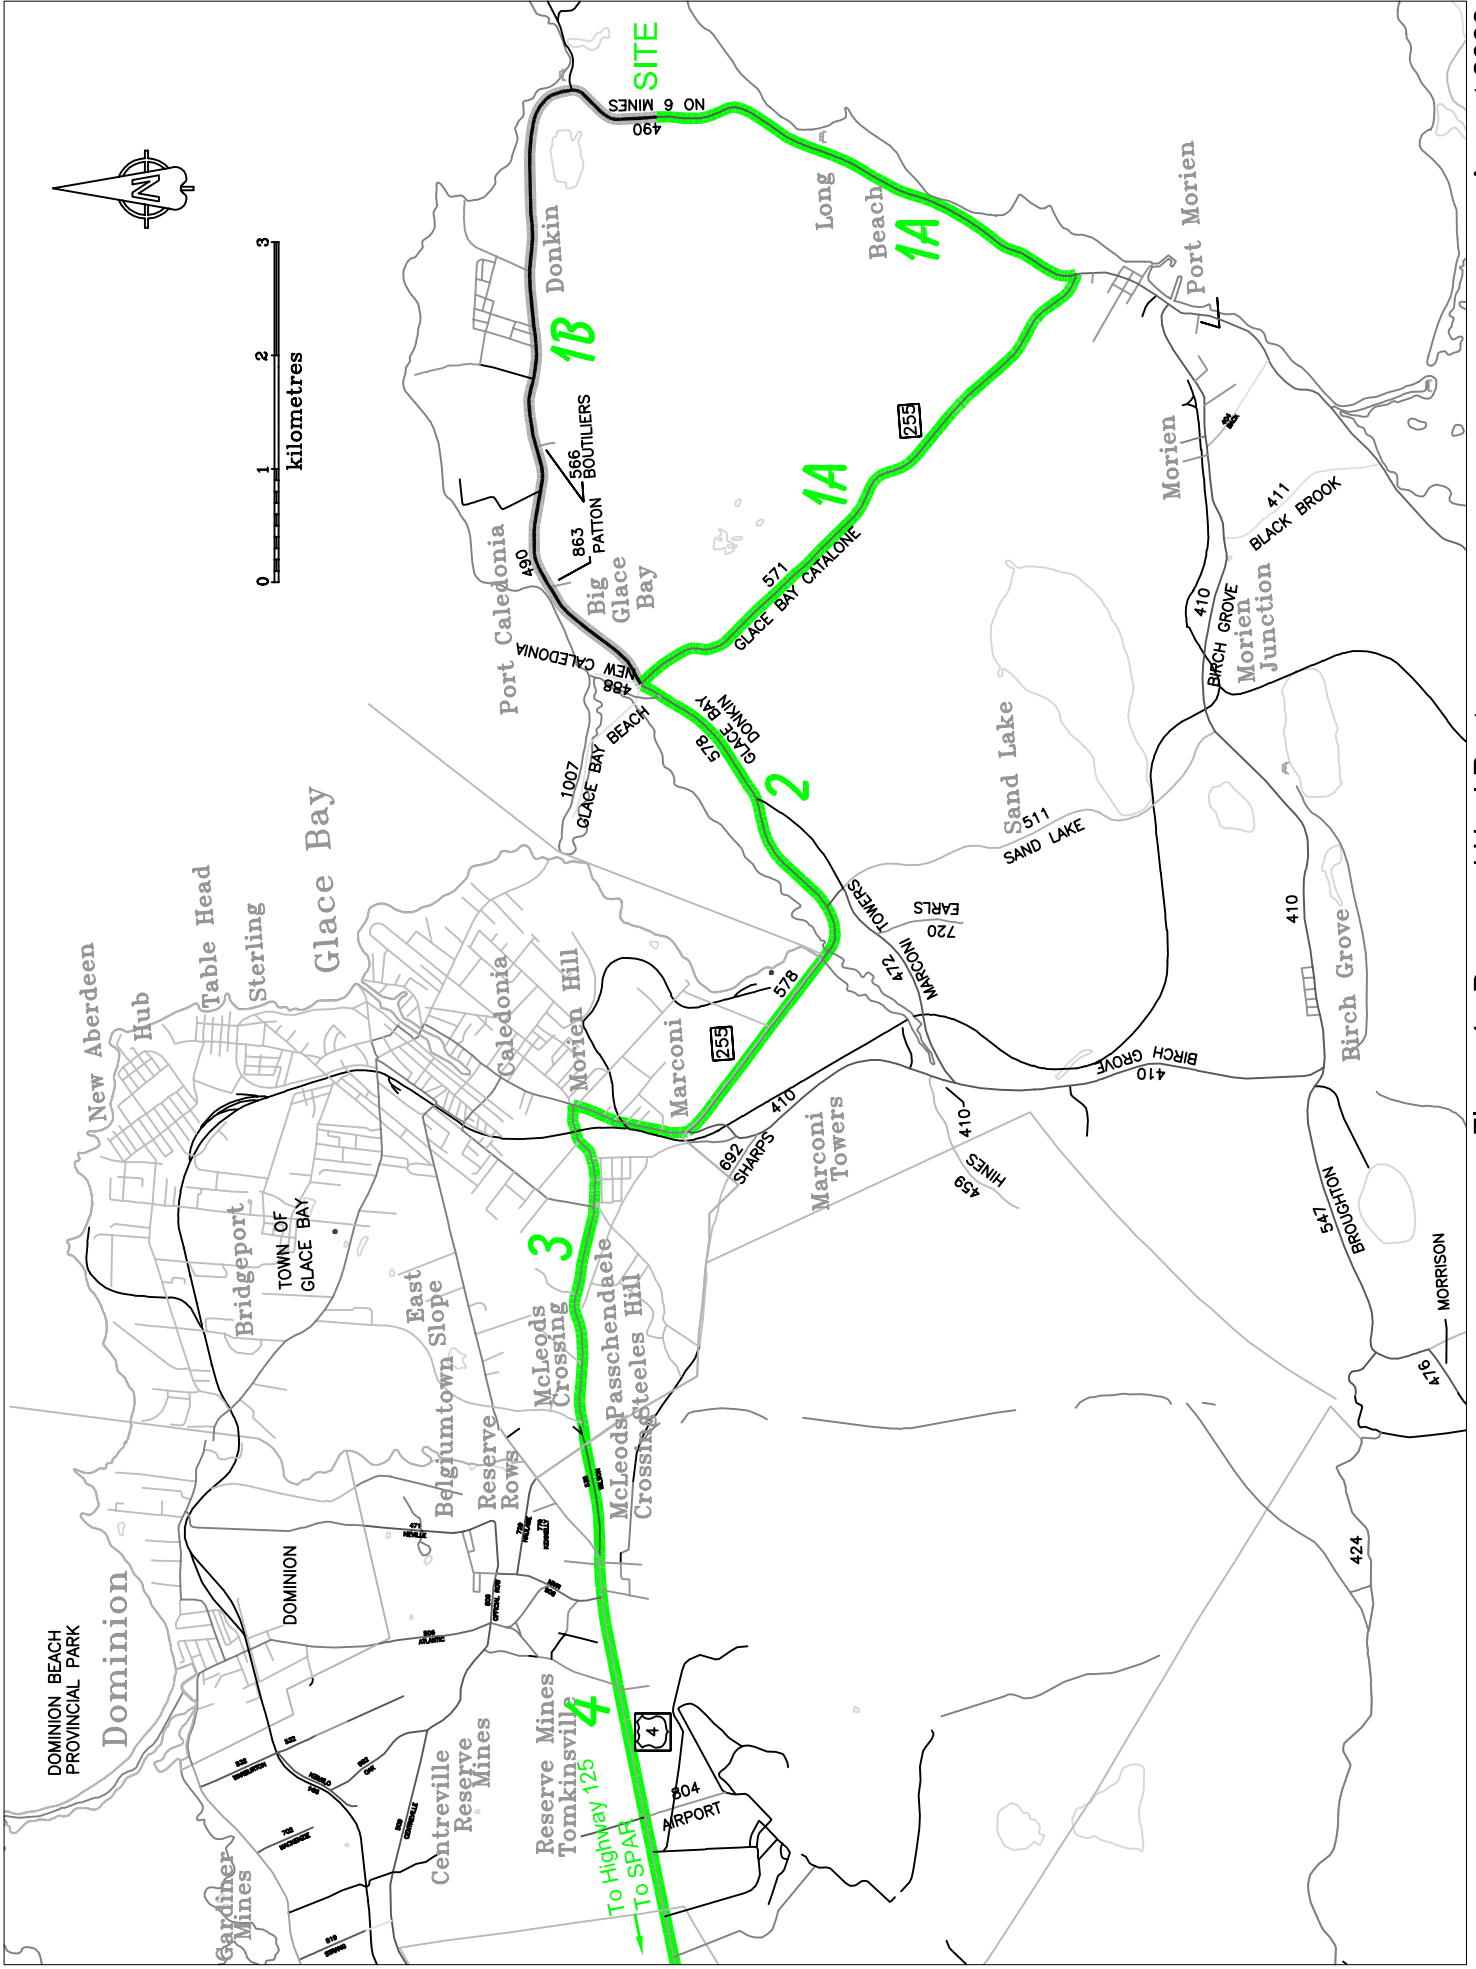 DOMINION BEACH
PROVINCIAL PARK
Dominion
Gardiner
Mines
DOMINION
New Aberdeen
Hub
Table Head
Sterling
Glace Bay
Bridgeport
TOWN OF
GLACE BAY
East
Slope
Belgiumtown
Reserve
Rows
Centreville
Reserve
Mines
Reserve Mines
Tomkinsville
McLeods
Crossing
Passchendaele
Steeles Hill
McLeods
Crossing
Caledonia
Morien Hill
Marconi
Marconi
Towers
Port Caledonia
Big
Glace
Bay
Donkin
Long
Beach
Port Morien
Morien
Morien
Junction
Sand Lake
Birch Grove
N
0
1
2
3
kilometres
SITE
NO 6 MINES
490
1A
1A
1B
2
3
4
255
255
4
To Highway 125
To SPAR
804
AIRPORT
490
863
PATTON
566
BOUTILIERS
NEW CALEDONIA
488
1007
GLACE BAY BEACH
571
GLACE BAY CATALONE
578
GLACE BAY
DONKIN
578
511
SAND LAKE
MARCONI TOWERS
472
MARCONI
EARLS
720
410
692
SHARPS
410
HINES
459
BIRCH GROVE
410
410
410
BIRCH GROVE
411
BLACK BROOK
547
BROUGHTON
MORRISON
476
424
471
NEVILLE
506
ATLANTIC
702